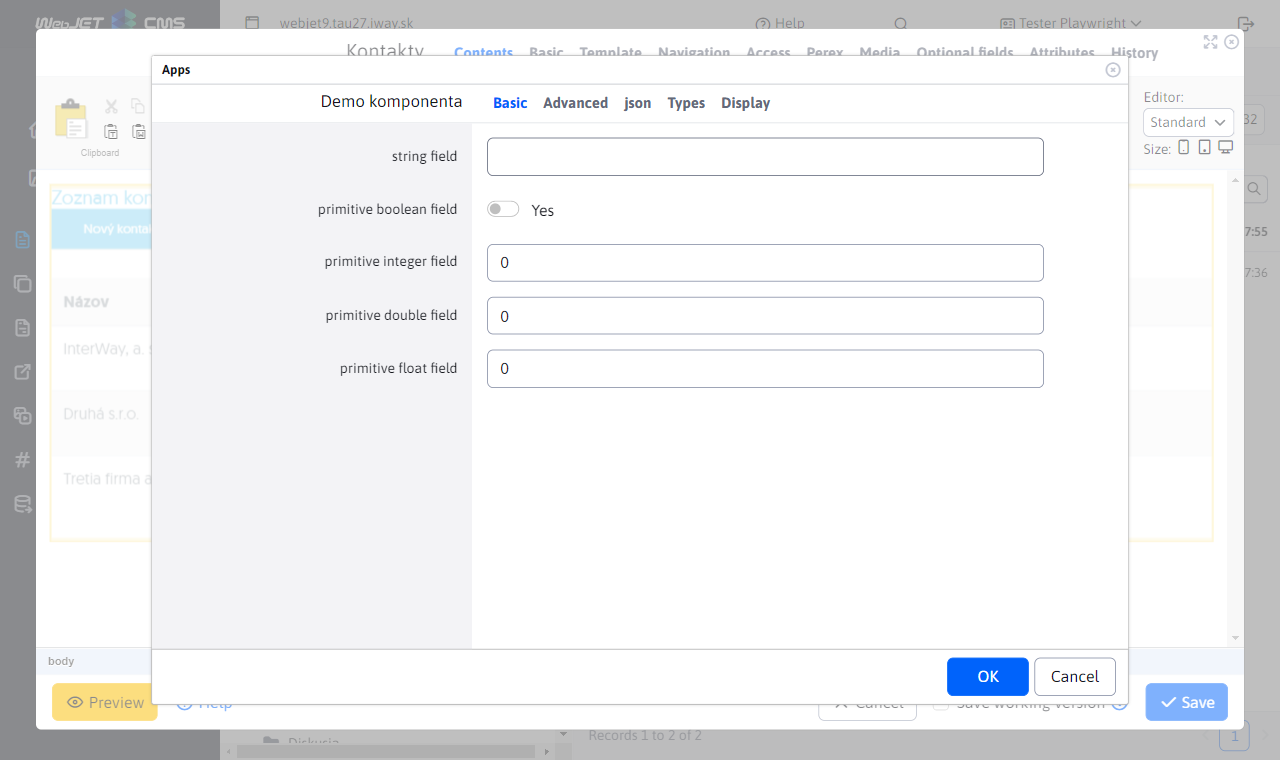 WebJET CMS
webjet9.tau27.iway.sk
Help
Tester Playwright
Kontakty
Contents
Basic
Template
Navigation
Access
Perex
Media
Optional fields
Attributes
History
Apps
Demo komponenta
Basic
Advanced
json
Types
Display
Editor:
Standard
32
Size:
Clipboard
string field
primitive boolean field
Yes
primitive integer field
0
primitive double field
0
primitive float field
0
Zoznam kon
Nový kontak
Názov
InterWay, a. s
Druhá s.r.o.
Tretia firma a
7:55
7:36
body
OK
Cancel
Preview
Help
Cancel
Save working version
Save
Diskusia
Records 1 to 2 of 2
1